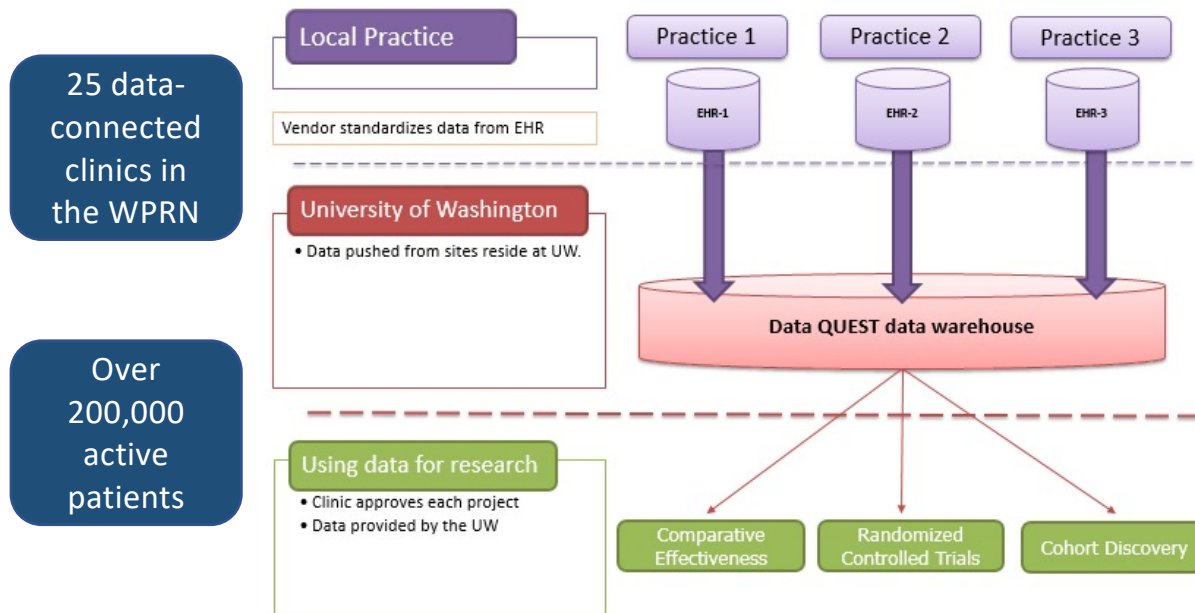 25 data-
connected
clinics in
the WPRN
Over
200,000
active
patients
Local Practice
Vendor standardizes data from EHR
Practice 1
Practice 2
Practice 3
EHR-1
EHR-2
EHR-3
University of Washington
• Data pushed from sites reside at UW.
Data QUEST data warehouse
Using data for research
• Clinic approves each project
• Data provided by the UW
Comparative
Effectiveness
Randomized
Controlled Trials
Cohort Discovery